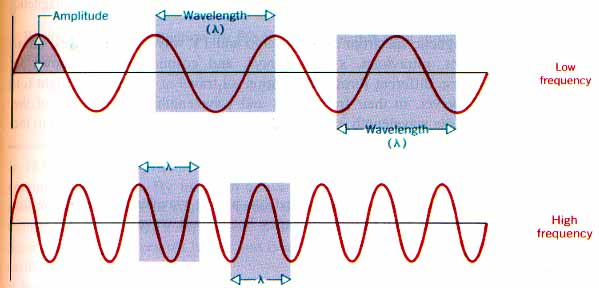 Amplitude
Wavelength
(λ)
Low
frequency
Wavelength
(λ)
λ
High
frequency
λ